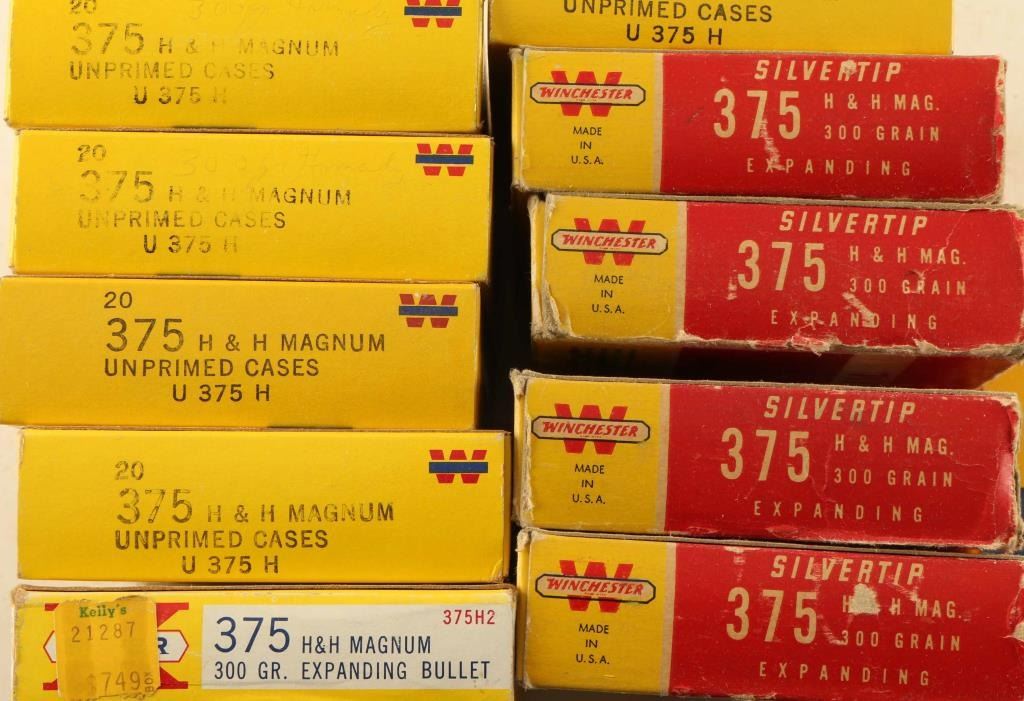 20
375 H & H MAGNUM
UNPRIMED CASES
U 375 H
20
375 H & H MAGNUM
UNPRIMED CASES
U 375 H
20
375 H & H MAGNUM
UNPRIMED CASES
U 375 H
20
375 H & H MAGNUM
UNPRIMED CASES
U 375 H
Kelly's
21287
$749
R
375H2
375 H&H MAGNUM
300 GR. EXPANDING BULLET
UNPRIMED CASES
U 375 H
WINCHESTER
MADE
IN
U.S.A.
SILVERTIP
375 H & H MAG.
300 GRAIN
EXPANDING
WINCHESTER
MADE
IN
U.S.A.
SILVERTIP
375 H & H MAG.
300 GRAIN
EXPANDING
WINCHESTER
MADE
IN
U.S.A.
SILVERTIP
375 H & H MAG.
300 GRAIN
EXPANDING
WINCHESTER
MADE
IN
U.S.A.
SILVERTIP
375 H & H MAG.
300 GRAIN
EXPANDING